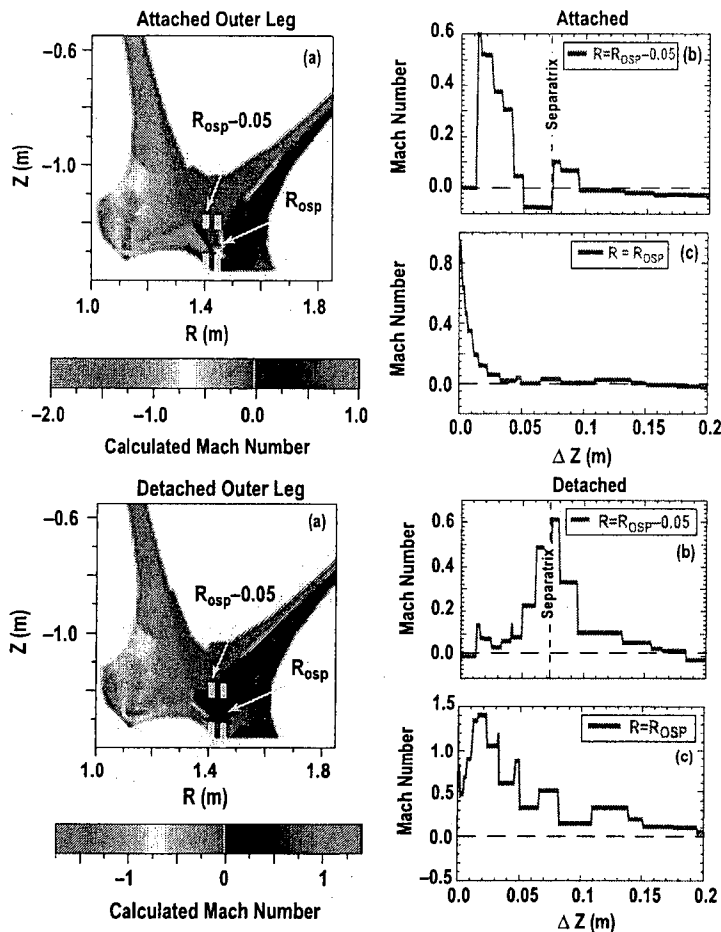 Attached Outer Leg
−0.6
(a)
R_OSP−0.05
−1.0
Z (m)
R_OSP
−1.4
1.0
1.4
1.8
R (m)
−2.0
−1.0
0.0
1.0
Calculated Mach Number
Attached
0.6
R=R_OSP−0.05
(b)
Separatrix
0.4
0.2
0.0
Mach Number
R = R_OSP
(c)
0.8
0.4
0.0
Mach Number
0.0
0.05
0.1
0.15
0.2
Δ Z (m)
Detached Outer Leg
−0.6
(a)
R_OSP−0.05
−1.0
Z (m)
R_OSP
−1.4
1.0
1.4
1.8
R (m)
−1
0
1
Calculated Mach Number
Detached
0.6
R=R_OSP−0.05
(b)
Separatrix
0.4
0.2
0.0
Mach Number
1.5
R=R_OSP
(c)
1.0
0.5
0.0
−0.5
Mach Number
0.0
0.05
0.1
0.15
0.2
Δ Z (m)